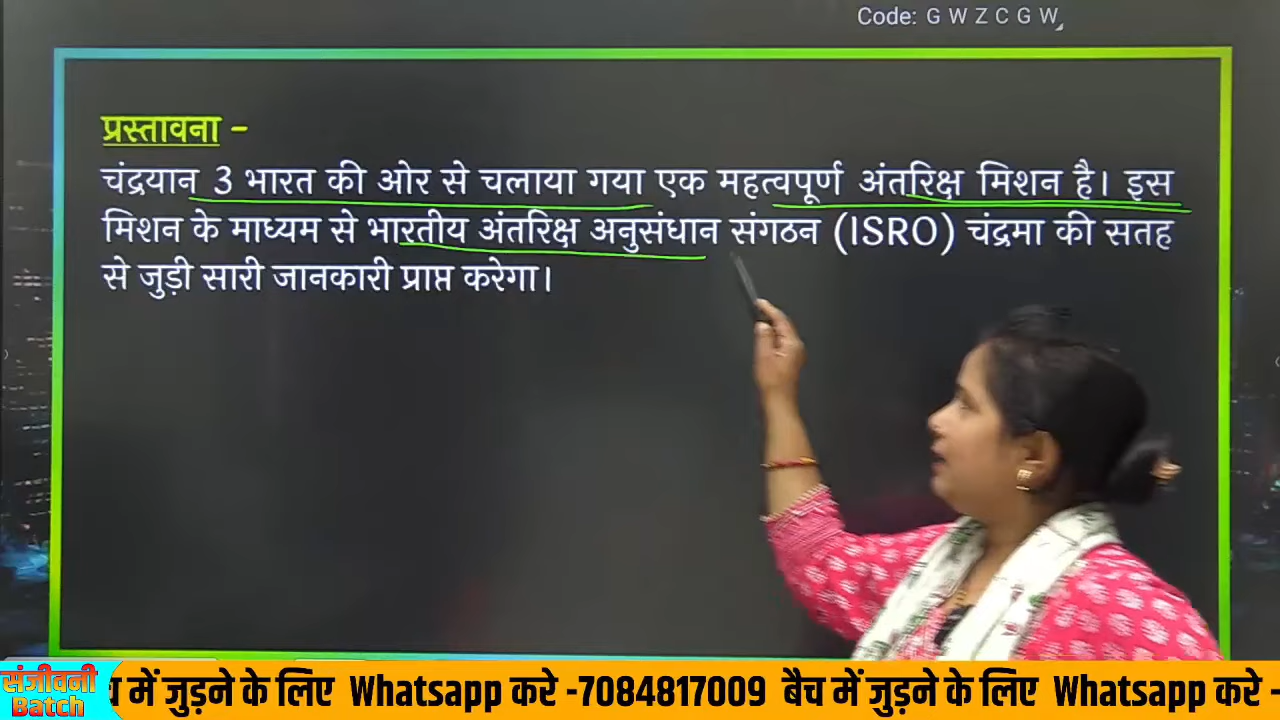 Code: G W Z C G W
प्रस्तावना -
चंद्रयान 3 भारत की ओर से चलाया गया एक महत्वपूर्ण अंतरिक्ष मिशन है। इस
मिशन के माध्यम से भारतीय अंतरिक्ष अनुसंधान संगठन (ISRO) चंद्रमा की सतह
से जुड़ी सारी जानकारी प्राप्त करेगा।
संजीवनी
Batch
में जुड़ने के लिए Whatsapp करे -7084817009 बैच में जुड़ने के लिए Whatsapp करे -